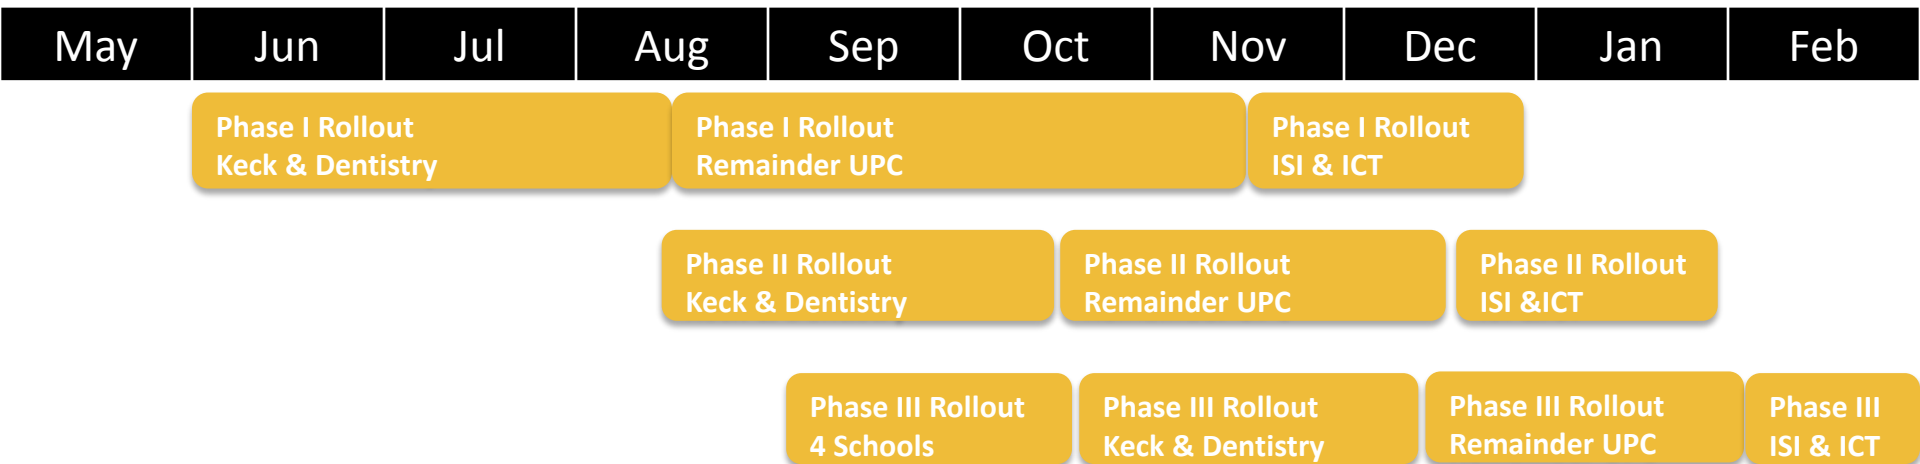 May Jun Jul Aug Sep Oct Nov Dec Jan Feb
Phase I Rollout
Keck & Dentistry
Phase I Rollout
Remainder UPC
Phase I Rollout
ISI & ICT
Phase II Rollout
Keck & Dentistry
Phase II Rollout
Remainder UPC
Phase II Rollout
ISI &ICT
Phase III Rollout
4 Schools
Phase III Rollout
Keck & Dentistry
Phase III Rollout
Remainder UPC
Phase III
ISI & ICT